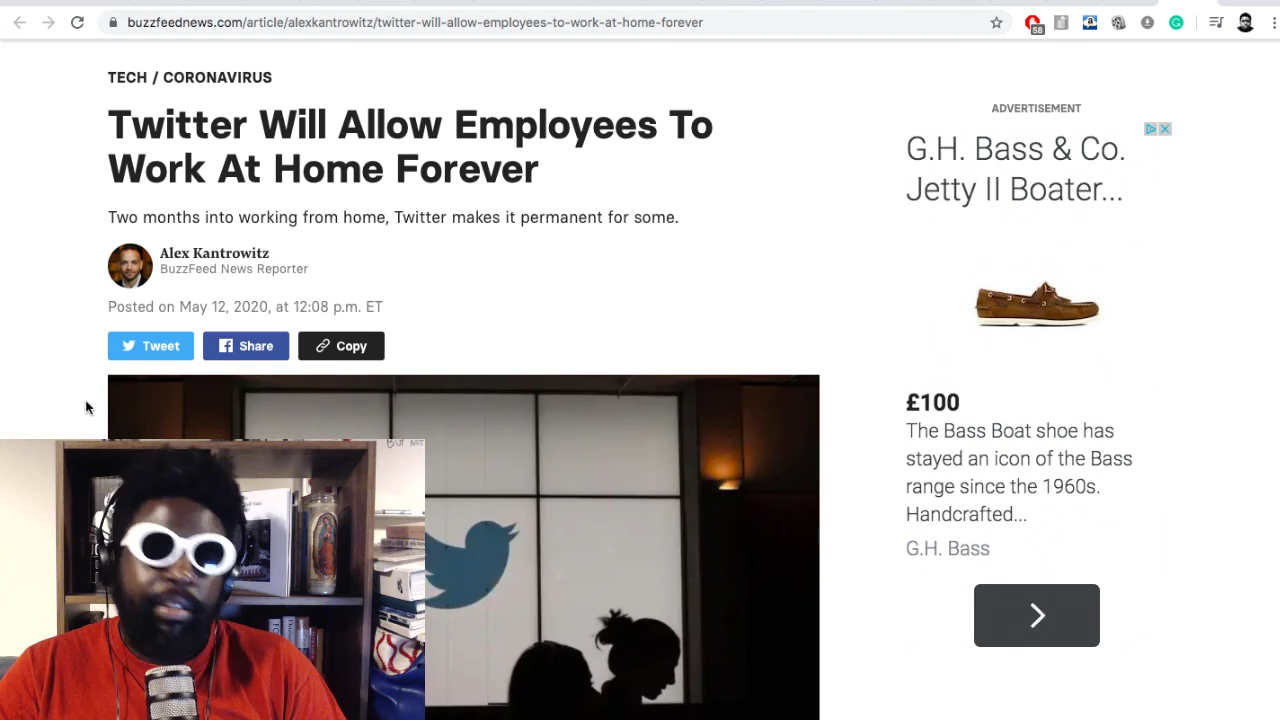 buzzfeednews.com/article/alexkantrowitz/twitter-will-allow-employees-to-work-at-home-forever
58
TECH / CORONAVIRUS
Twitter Will Allow Employees To
Work At Home Forever
Two months into working from home, Twitter makes it permanent for some.
Alex Kantrowitz
BuzzFeed News Reporter
Posted on May 12, 2020, at 12:08 p.m. ET
Tweet Share Copy
ADVERTISEMENT
G.H. Bass & Co.
Jetty II Boater...
£100
The Bass Boat shoe has
stayed an icon of the Bass
range since the 1960s.
Handcrafted...
G.H. Bass